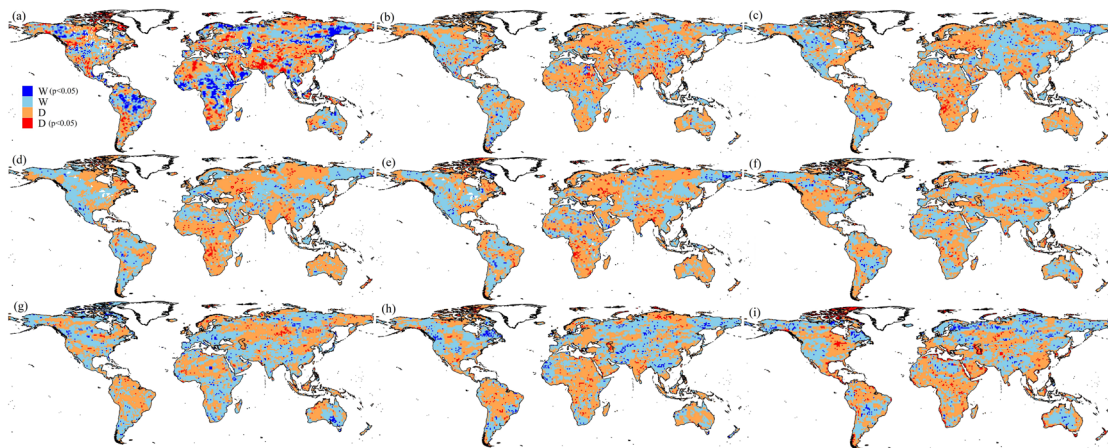 (a)
(b)
(c)
W (p<0.05)
W
D
D (p<0.05)
(d)
(e)
(f)
(g)
(h)
(i)